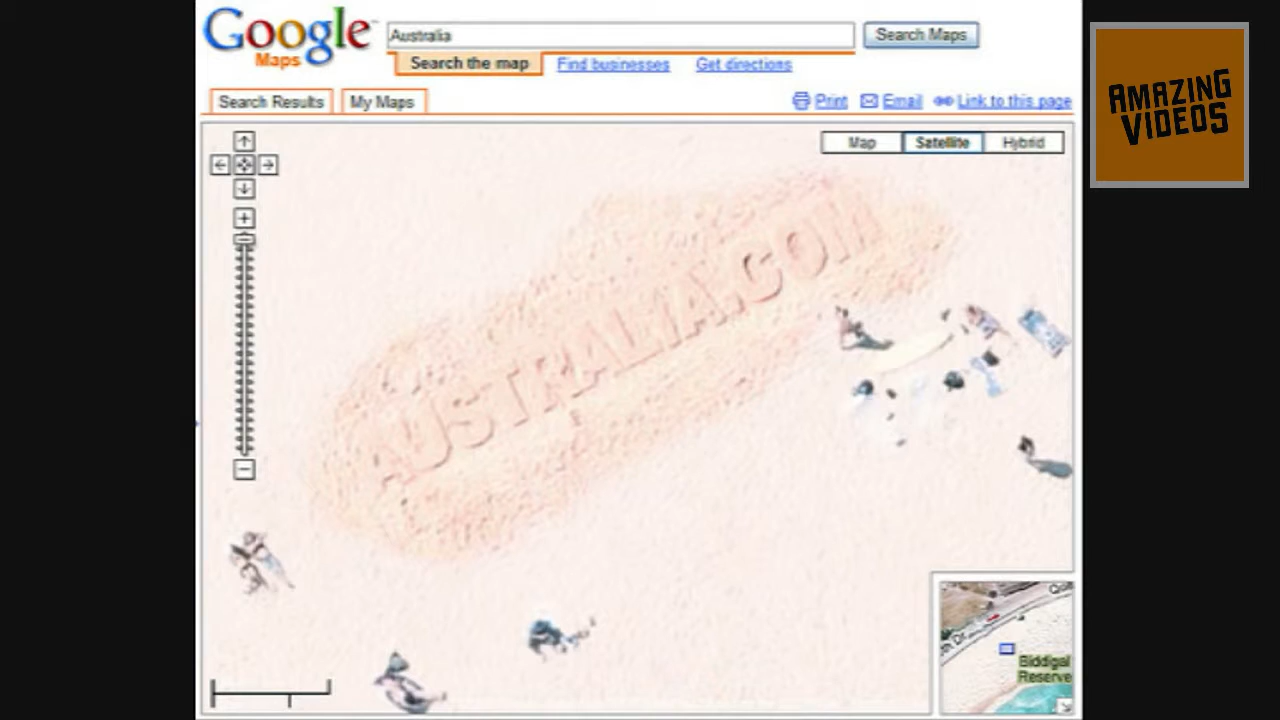 Google
Maps
Australia
Search Maps
Search the map
Find businesses
Get directions
Search Results
My Maps
Print
Email
Link to this page
Map
Satellite
Hybrid
AUSTRALIA.COM
Biddigal
Reserve
AMAZING
VIDEOS